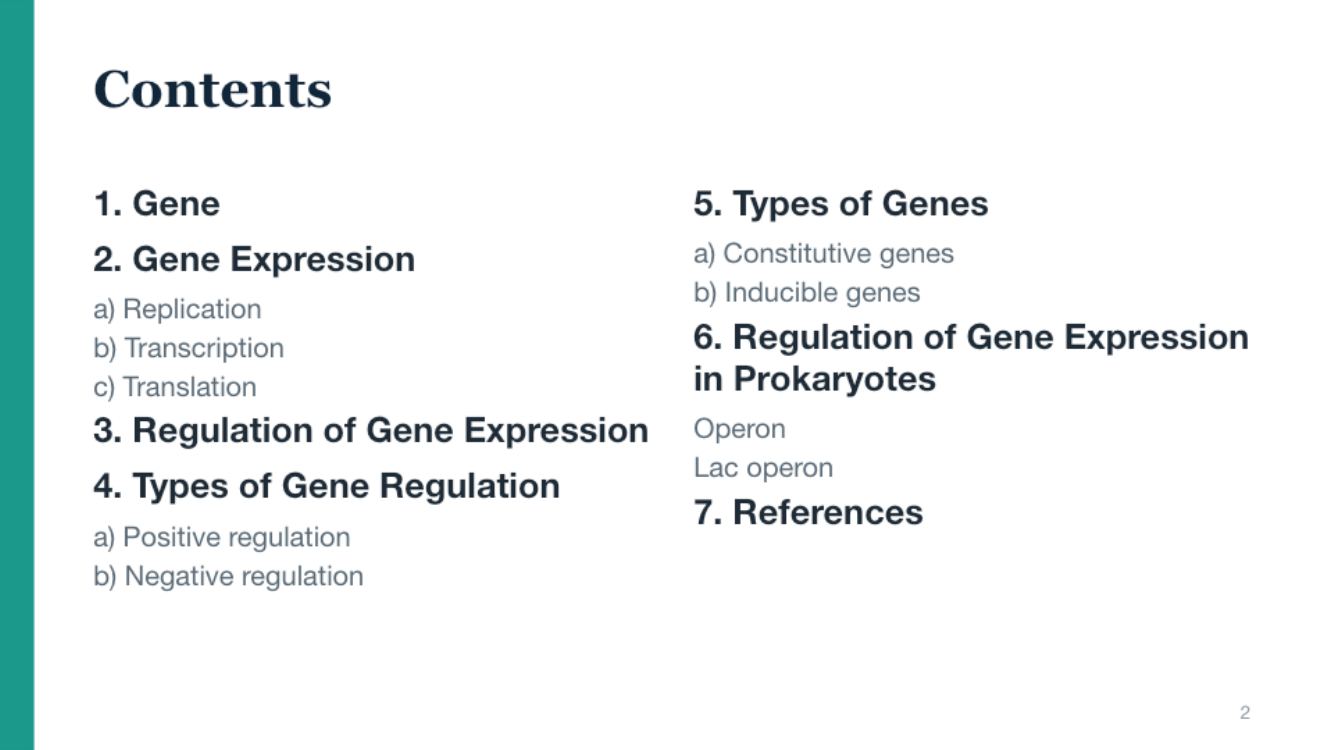 Contents
1. Gene
2. Gene Expression
a) Replication
b) Transcription
c) Translation
3. Regulation of Gene Expression
4. Types of Gene Regulation
a) Positive regulation
b) Negative regulation
5. Types of Genes
a) Constitutive genes
b) Inducible genes
6. Regulation of Gene Expression
in Prokaryotes
Operon
Lac operon
7. References
2